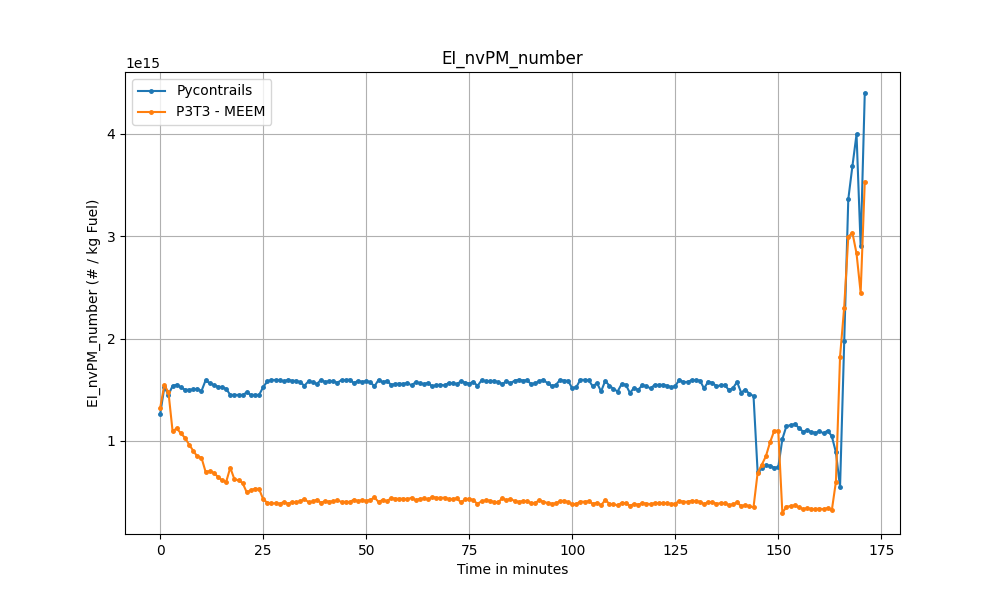 EI_nvPM_number
1e15
Pycontrails
P3T3 - MEEM
EI_nvPM_number (# / kg Fuel)
4
3
2
1
0 25 50 75 100 125 150 175
Time in minutes